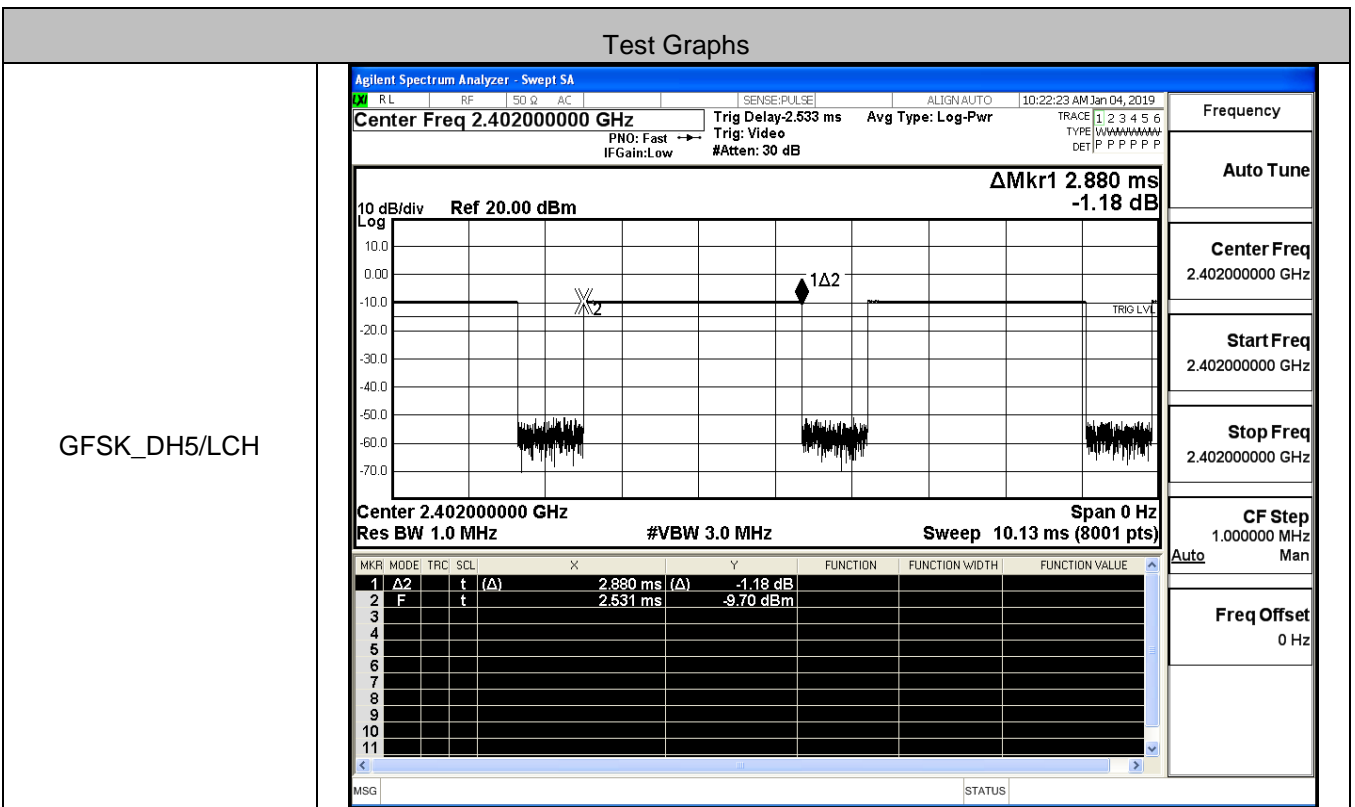 Test Graphs
GFSK_DH5/LCH
Agilent Spectrum Analyzer - Swept SA
LXI RL RF 50 Ω AC SENSE:PULSE ALIGN AUTO 10:22:23 AM Jan 04, 2019
Center Freq 2.402000000 GHz
PNO: Fast
IFGain:Low
Trig Delay-2.533 ms
Trig: Video
#Atten: 30 dB
Avg Type: Log-Pwr
TRACE 1 2 3 4 5 6
TYPE WWWWWW
DET P P P P P P
ΔMkr1 2.880 ms
-1.18 dB
10 dB/div Ref 20.00 dBm
Log
10.0
0.00
-10.0
-20.0
-30.0
-40.0
-50.0
-60.0
-70.0
1Δ2
2
TRIG LVL
Center 2.402000000 GHz Span 0 Hz
Res BW 1.0 MHz #VBW 3.0 MHz Sweep 10.13 ms (8001 pts)
MKR MODE TRC SCL X Y FUNCTION FUNCTION WIDTH FUNCTION VALUE
1 Δ2 t (Δ) 2.880 ms (Δ) -1.18 dB
2 F t 2.531 ms -9.70 dBm
3
4
5
6
7
8
9
10
11
MSG STATUS
Frequency
Auto Tune
Center Freq
2.402000000 GHz
Start Freq
2.402000000 GHz
Stop Freq
2.402000000 GHz
CF Step
1.000000 MHz
Auto Man
Freq Offset
0 Hz